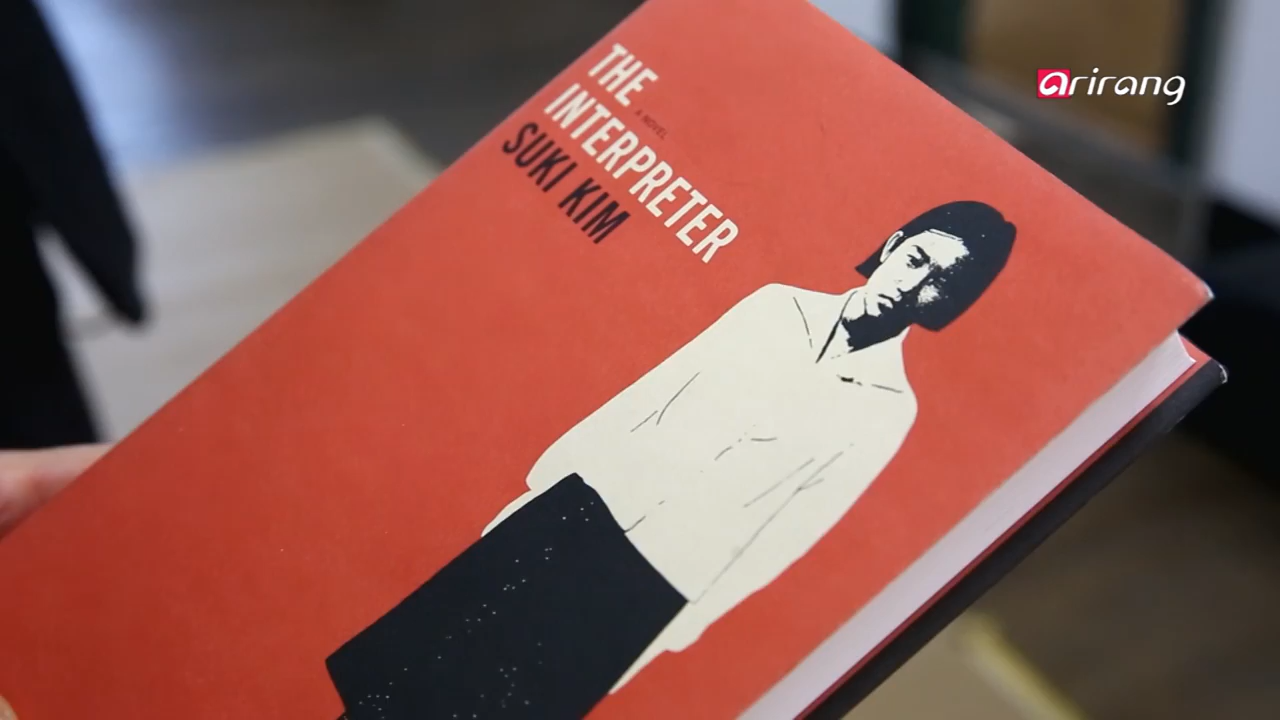 THE
A NOVEL
INTERPRETER
SUKI KIM
arirang